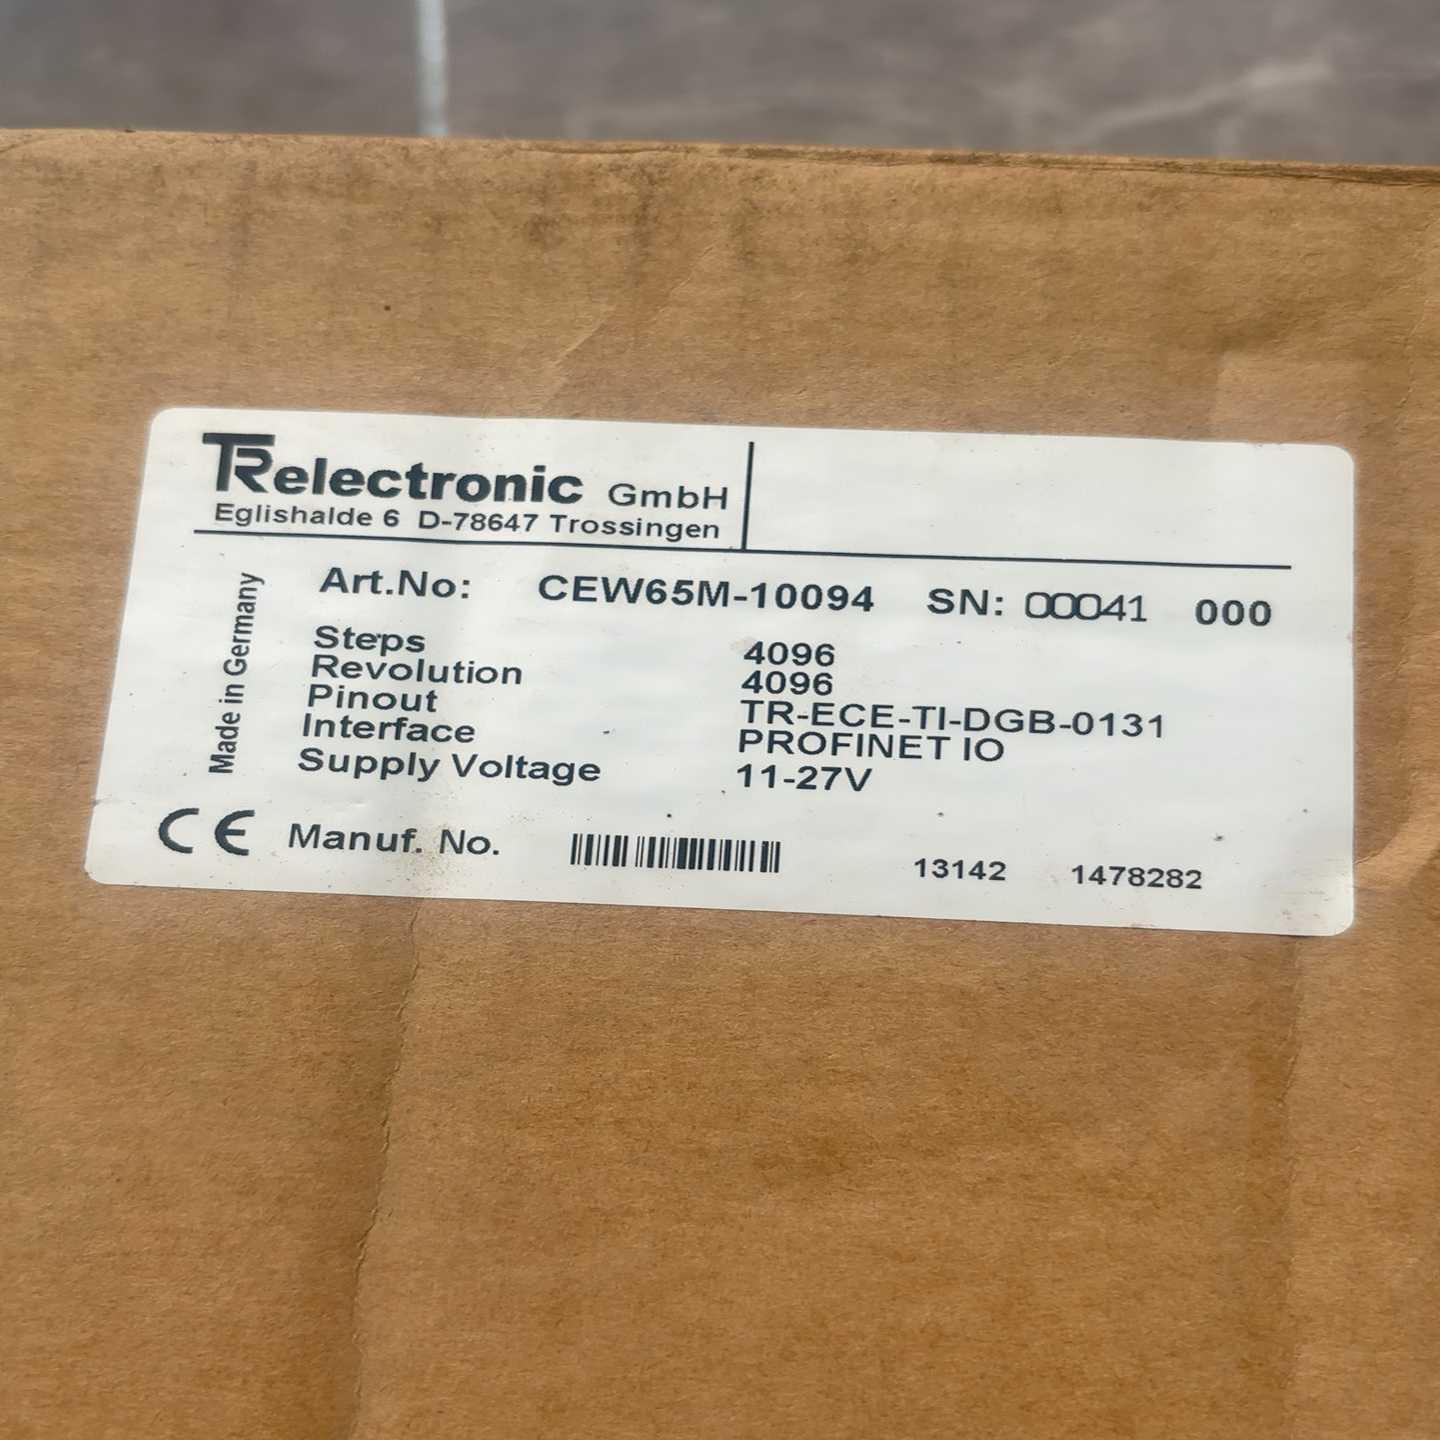 TRelectronic GmbH
Eglishalde 6 D-78647 Trossingen
Made in Germany
Art.No: CEW65M-10094 SN: 00041 000
Steps 4096
Revolution 4096
Pinout TR-ECE-TI-DGB-0131
Interface PROFINET IO
Supply Voltage 11-27V
CE Manuf. No. 13142 1478282